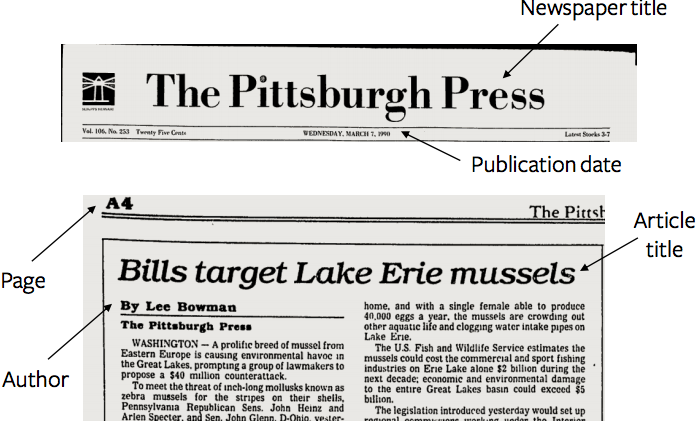 Newspaper title
The Pittsburgh Press
Vol. 106, No. 253 Twenty Five Cents WEDNESDAY, MARCH 7, 1990 Latest Stocks 3-7
Publication date
A4
The Pittsb
Article
title
Page
Bills target Lake Erie mussels
Author
By Lee Bowman
The Pittsburgh Press
WASHINGTON — A prolific breed of mussel from
Eastern Europe is causing environmental havoc in
the Great Lakes, prompting a group of lawmakers to
propose a $40 million counterattack.
To meet the threat of inch-long mollusks known as
zebra mussels for the stripes on their shells,
Pennsylvania Republican Sens. John Heinz and
Arlen Specter, and Sen. John Glenn, D-Ohio, yester-
home, and with a single female able to produce
40,000 eggs a year, the mussels are crowding out
other aquatic life and clogging water intake pipes on
Lake Erie.
The U.S. Fish and Wildlife Service estimates the
mussels could cost the commercial and sport fishing
industries on Erie Lake alone $2 billion during the
next decade; economic and environmental damage
to the entire Great Lakes basin could exceed $5
billion.
The legislation introduced yesterday would set up
regional commissions working under the Interior